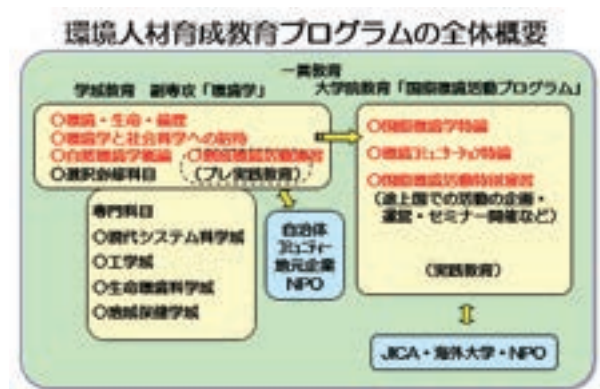 環境人材育成教育プログラムの全体概要
一貫教育
学域教育 副専攻「環境学」
大学院教育「国際環境活動プログラム」
○環境・生命・倫理
○環境学と社会科学への招待
○自然環境学概論
○環境活動演習
○選択必修科目
(プレ実践教育)
専門科目
○現代システム科学域
○工学域
○生命環境科学域
○地域保健学域
自治体
コミュニティー
地元企業
NPO
○国際環境学特論
○環境コミュニケーション特論
○国際環境活動特別演習
(途上国での活動の企画・
運営・セミナー開催など)
(実践教育)
JICA・海外大学・NPO